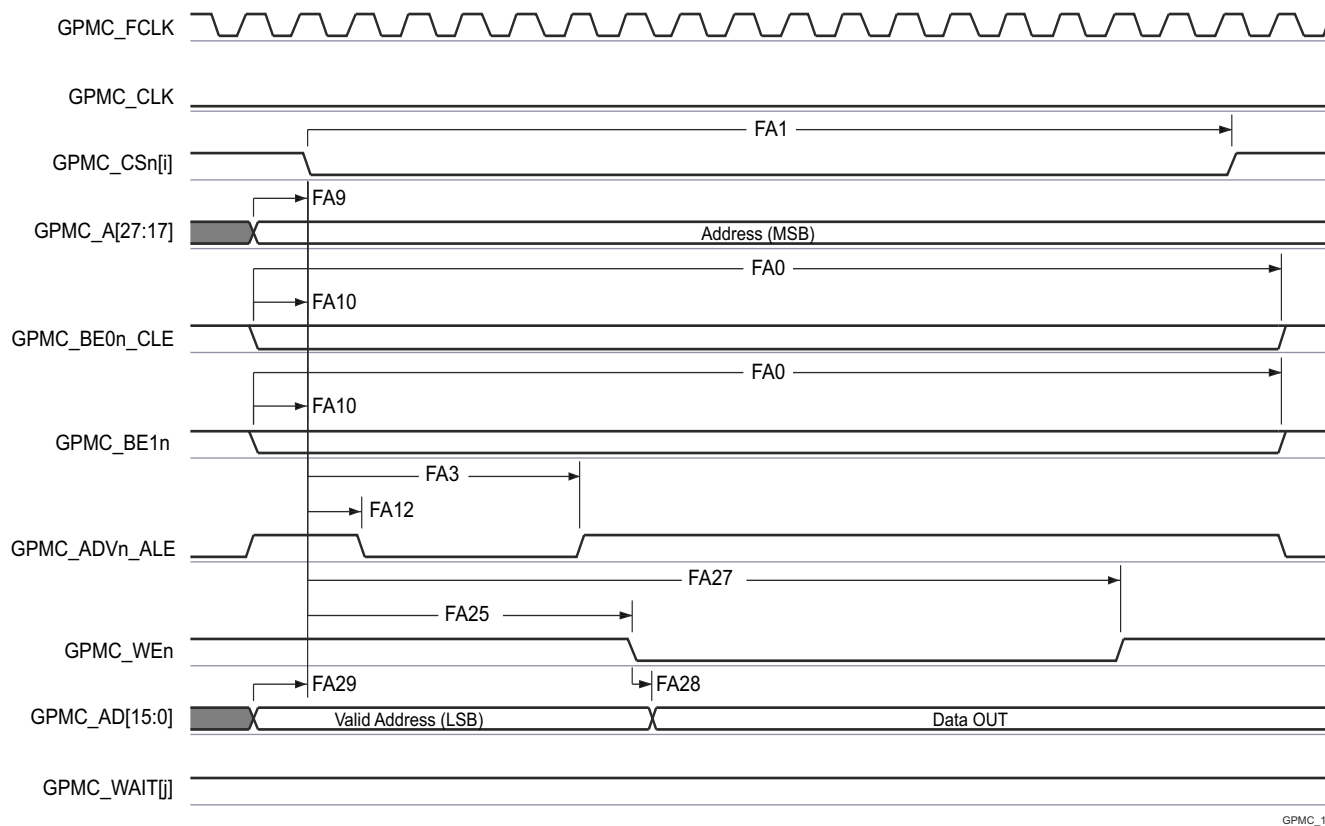 GPMC_FCLK
GPMC_CLK
FA1
GPMC_CSn[i]
FA9
GPMC_A[27:17]
Address (MSB)
FA0
FA10
GPMC_BE0n_CLE
FA0
FA10
GPMC_BE1n
FA3
FA12
GPMC_ADVn_ALE
FA27
FA25
GPMC_WEn
FA29
FA28
GPMC_AD[15:0]
Valid Address (LSB)
Data OUT
GPMC_WAIT[j]
GPMC_1